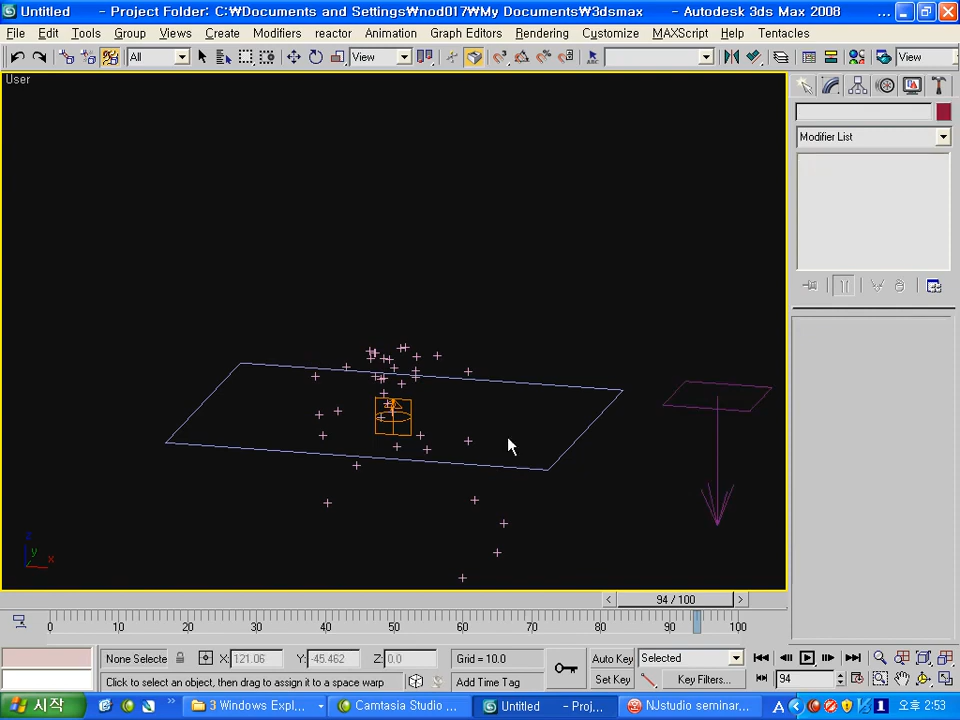 Untitled - Project Folder: C:₩Documents and Settings₩nod017₩My Documents₩3dsmax - Autodesk 3ds Max 2008 ...
File Edit Tools Group Views Create Modifiers reactor Animation Graph Editors Rendering Customize MAXScript Help Tentacles
All View View
User
Modifier List
z
y
x
94 / 100
0 10 20 30 40 50 60 70 80 90 100
None Selecte X: 121.06 Y: -45.462 Z: 0.0 Grid = 10.0 Auto Key Selected
Click to select an object, then drag to assign it to a space warp Add Time Tag Set Key Key Filters... 94
시작 3 Windows Expl... Camtasia Studio ... Untitled - Proj... NJstudio seminar... A 오후 2:53